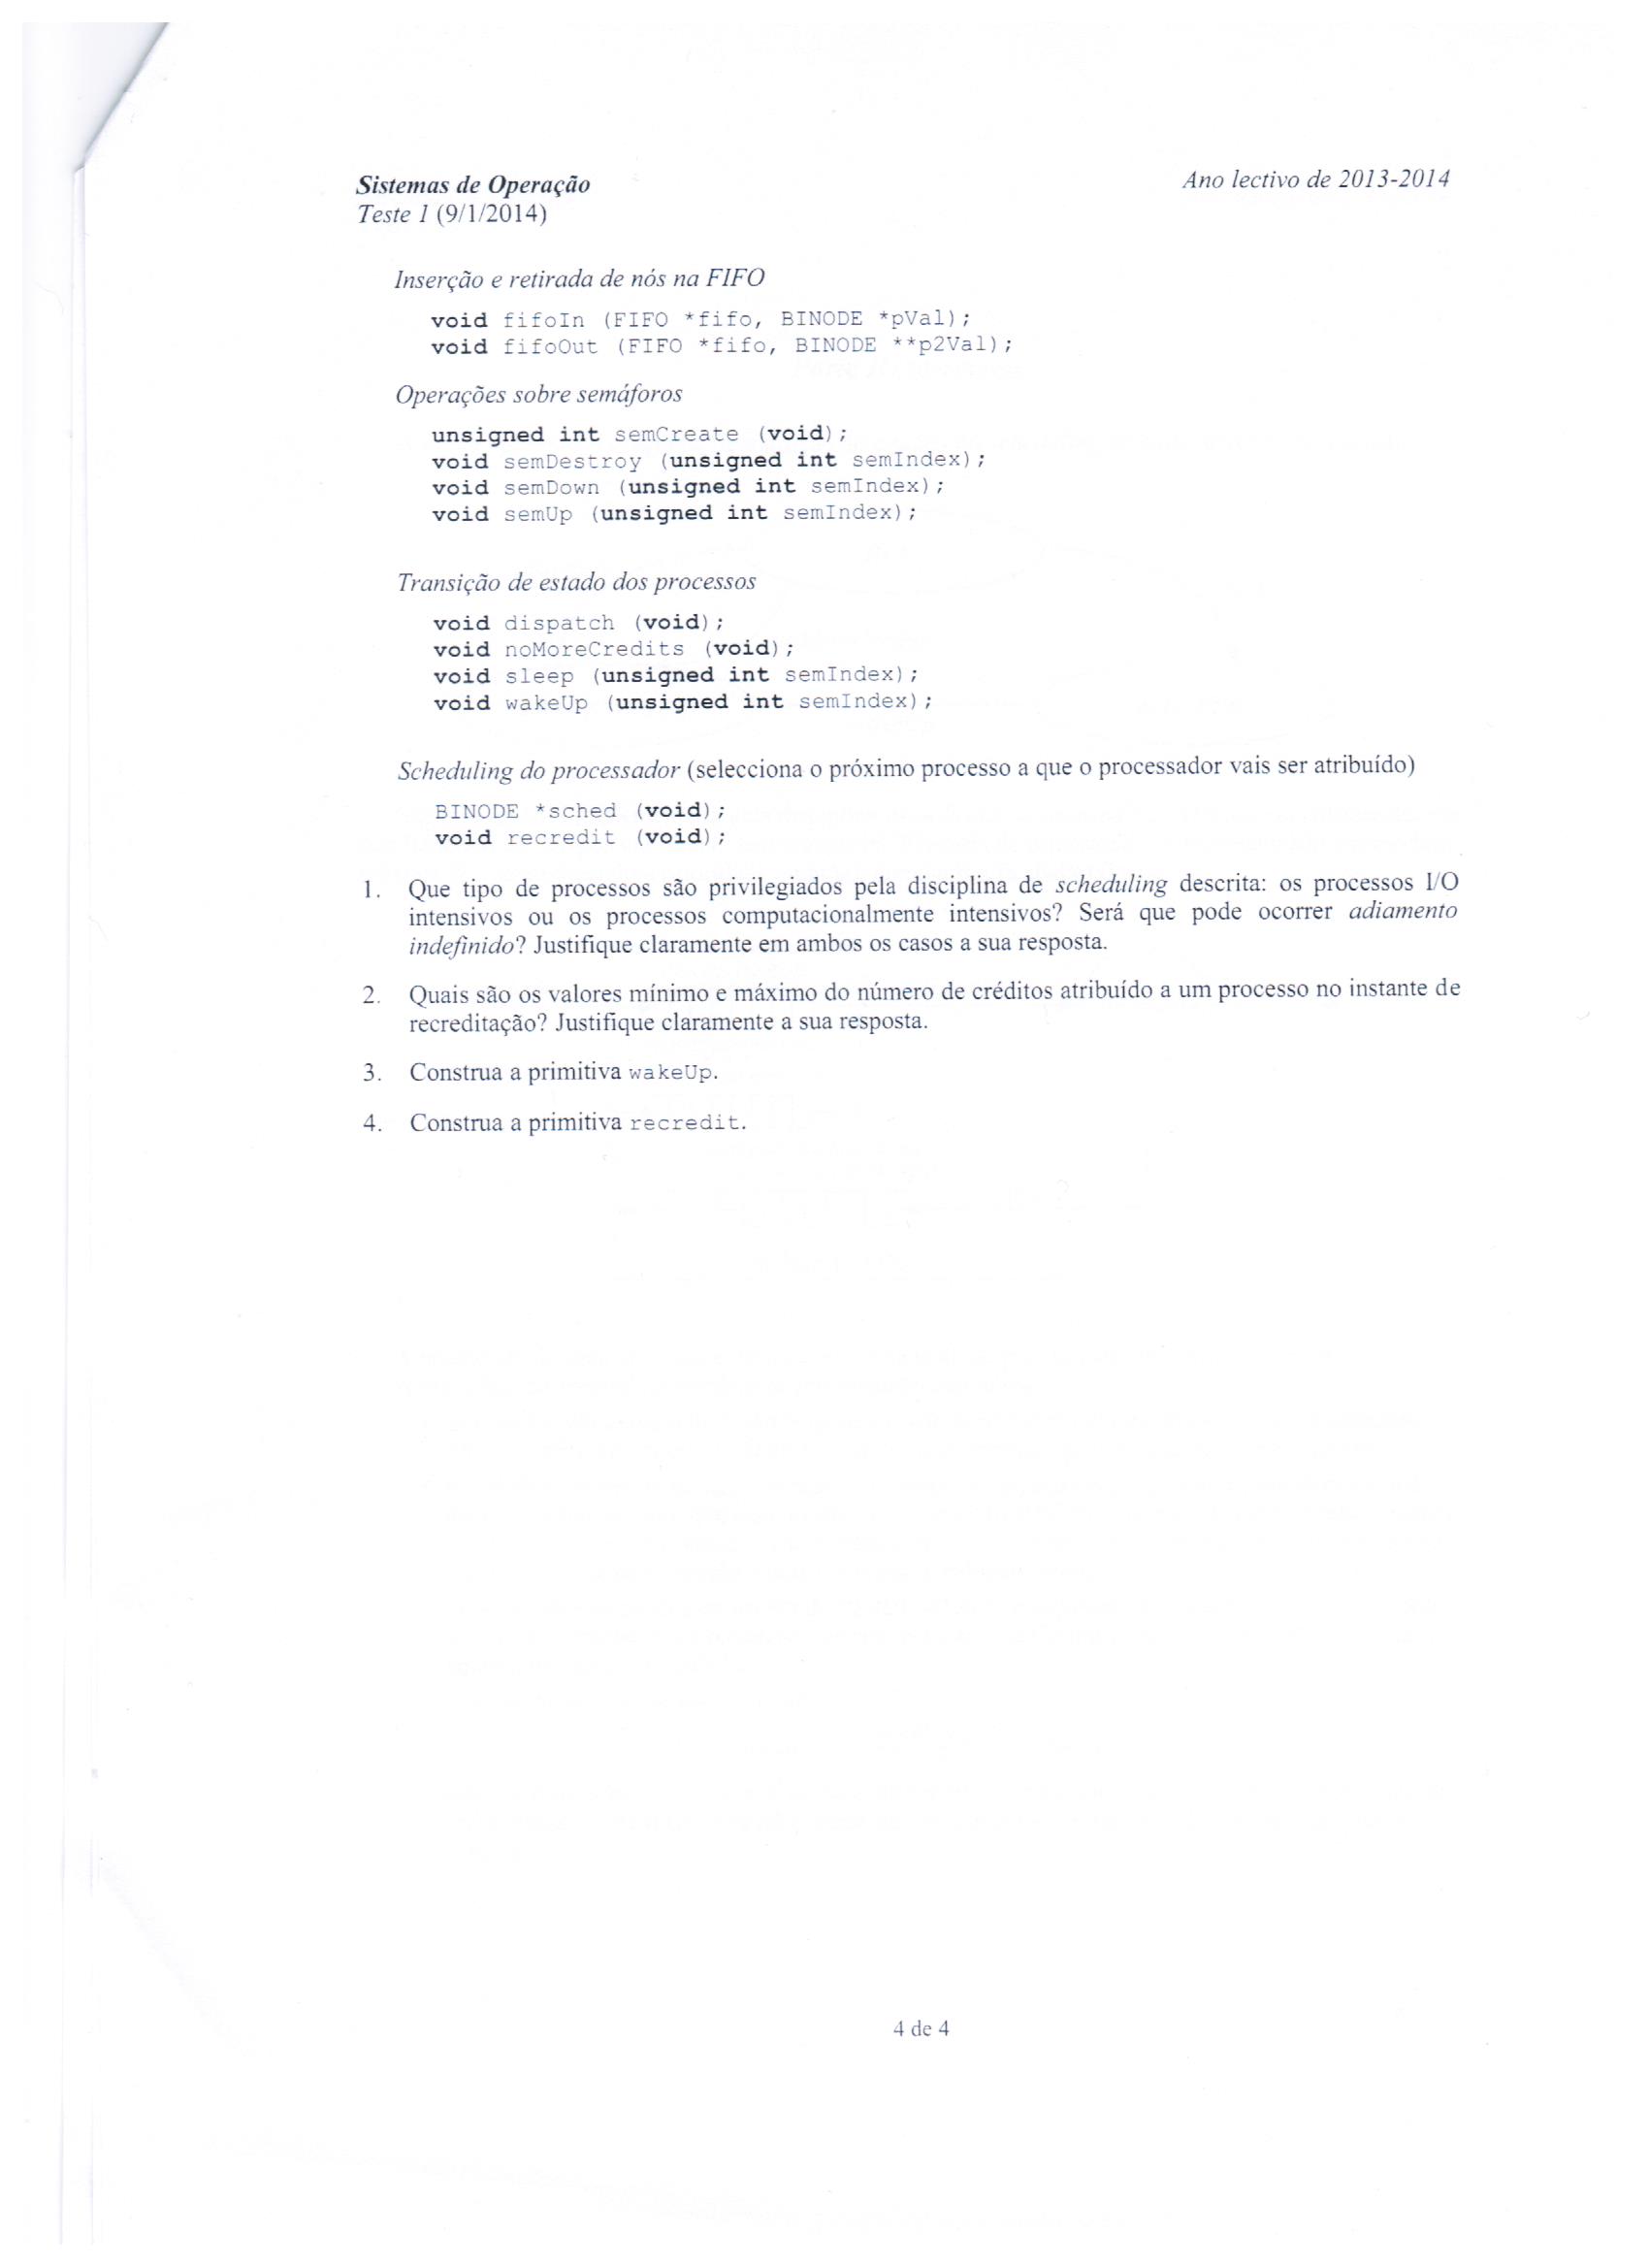 Sistemas de Operação
Ano lectivo de 2013-2014
Teste 1 (9/1/2014)
Inserção e retirada de nós na FIFO
void fifoIn (FIFO *fifo, BINODE *pVal);
void fifoOut (FIFO *fifo, BINODE **p2Val);
Operações sobre semáforos
unsigned int semCreate (void);
void semDestroy (unsigned int semIndex);
void semDown (unsigned int semIndex);
void semUp (unsigned int semIndex);
Transição de estado dos processos
void dispatch (void);
void noMoreCredits (void);
void sleep (unsigned int semIndex);
void wakeUp (unsigned int semIndex);
Scheduling do processador (selecciona o próximo processo a que o processador vais ser atribuído)
BINODE *sched (void);
void recredit (void);
1. Que tipo de processos são privilegiados pela disciplina de scheduling descrita: os processos I/O
intensivos ou os processos computacionalmente intensivos? Será que pode ocorrer adiamento
indefinido? Justifique claramente em ambos os casos a sua resposta.
2. Quais são os valores mínimo e máximo do número de créditos atribuído a um processo no instante de
recreditação? Justifique claramente a sua resposta.
3. Construa a primitiva wakeUp.
4. Construa a primitiva recredit.
4 de 4